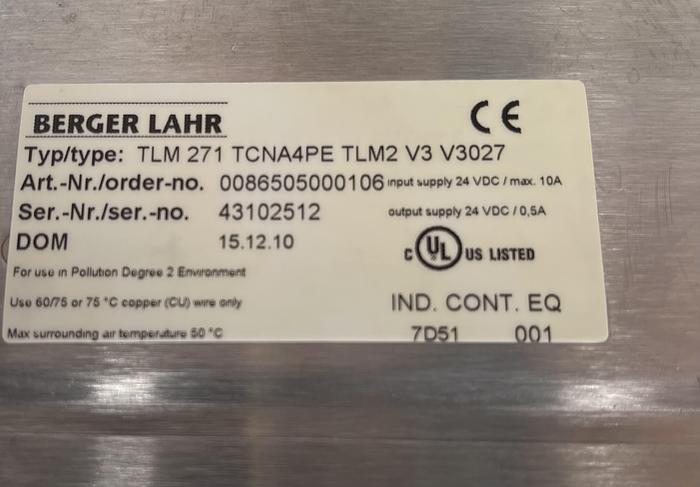 BERGER LAHR
CE
Typ/type: TLM 271 TCNA4PE TLM2 V3 V3027
Art.-Nr./order-no. 0086505000106 input supply 24 VDC / max. 10A
Ser.-Nr./ser.-no. 43102512 output supply 24 VDC / 0,5A
DOM 15.12.10
C UL US LISTED
For use in Pollution Degree 2 Environment
Use 60/75 or 75 °C copper (CU) wire only
IND. CONT. EQ
Max surrounding air temperature 50 °C
7D51 001